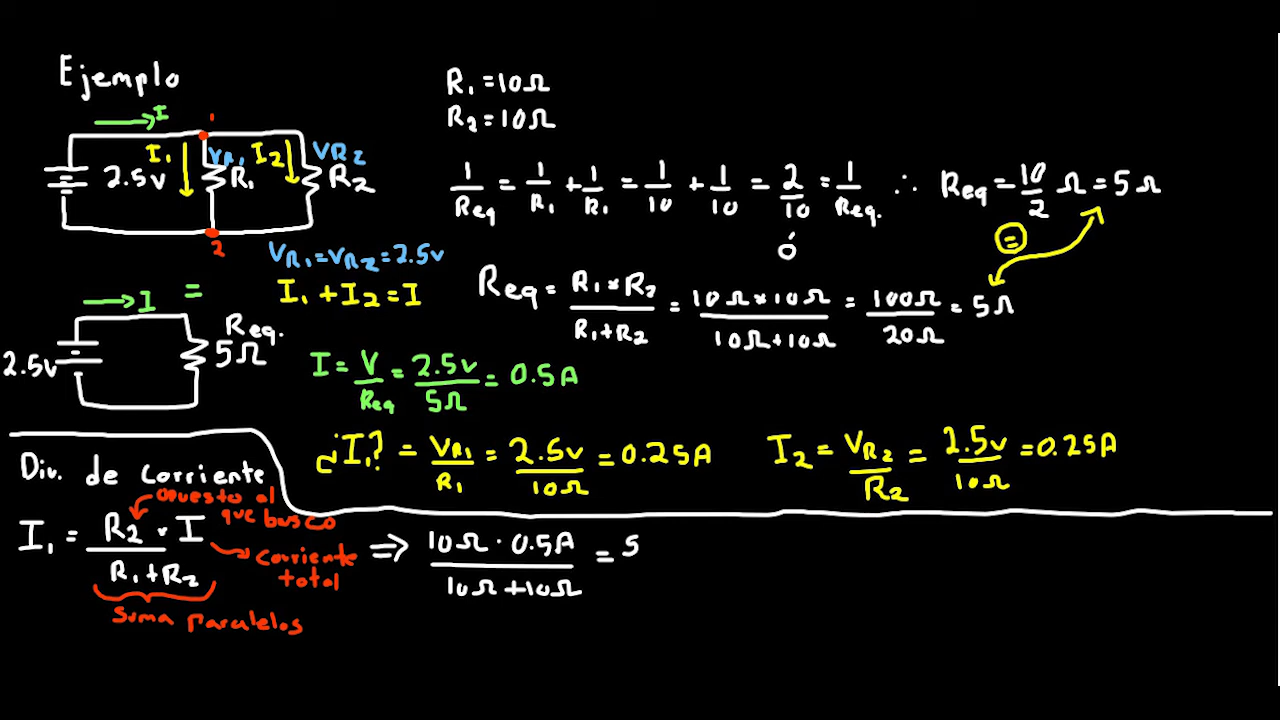 Ejemplo
I
1
I₁ VR₁ I₂ VR₂
2.5v R₁ R₂
2
VR₁=VR₂=2.5v
I₁+I₂=I
R₁=10Ω
R₂=10Ω
1/Req = 1/R₁ + 1/R₁ = 1/10 + 1/10 = 2/10 = 1/Req. ∴ Req = 10/2 Ω = 5Ω
ó
=
Req = R₁*R₂/R₁+R₂ = 10Ω*10Ω/10Ω+10Ω = 100Ω/20Ω = 5Ω
=
I
Req.
2.5v 5Ω
I = V/Req = 2.5v/5Ω = 0.5A
¿I₁? = VR₁/R₁ = 2.5v/10Ω = 0.25A
I₂ = VR₂/R₂ = 2.5v/10Ω = 0.25A
Div. de Corriente
opuesto al
que busco
I₁ = R₂ · I/R₁+R₂ ⇒ 10Ω · 0.5A/10Ω+10Ω = 5
Corriente
total
Suma paralelos